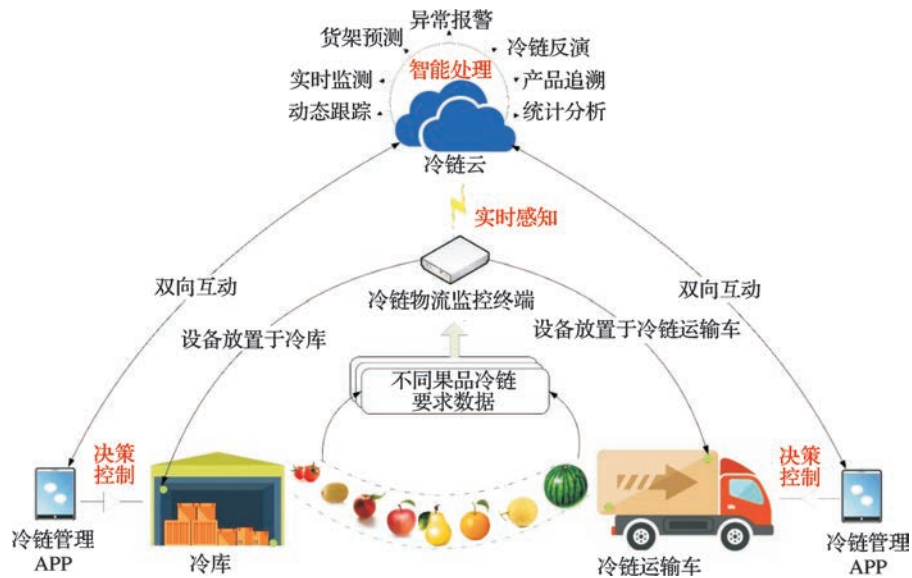 异常报警
货架预测
冷链反演
智能处理
实时监测
产品追溯
动态跟踪
统计分析
冷链云
实时感知
双向互动
冷链物流监控终端
双向互动
设备放置于冷库
设备放置于冷链运输车
不同果品冷链
要求数据
决策
控制
决策
控制
冷链管理
APP
冷库
冷链运输车
冷链管理
APP